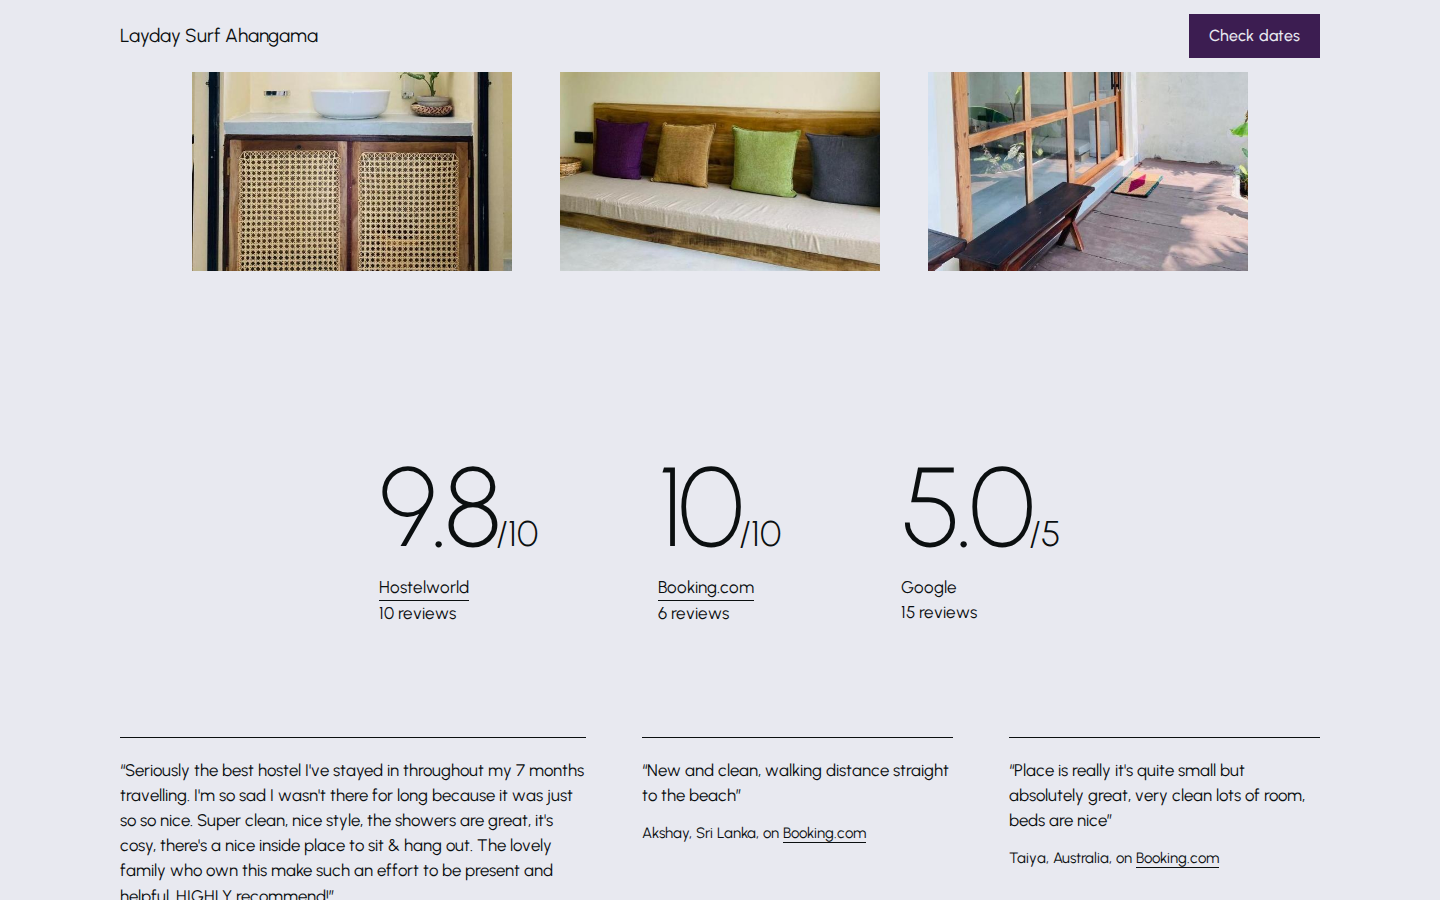 Layday Surf Ahangama
Check dates
9.8/10
Hostelworld
10 reviews
10/10
Booking.com
6 reviews
5.0/5
Google
15 reviews
“Seriously the best hostel I've stayed in throughout my 7 months
travelling. I'm so sad I wasn't there for long because it was just
so so nice. Super clean, nice style, the showers are great, it's
cosy, there's a nice inside place to sit & hang out. The lovely
family who own this make such an effort to be present and
helpful. HIGHLY recommend!”
“New and clean, walking distance straight
to the beach”
Akshay, Sri Lanka, on Booking.com
“Place is really it's quite small but
absolutely great, very clean lots of room,
beds are nice”
Taiya, Australia, on Booking.com